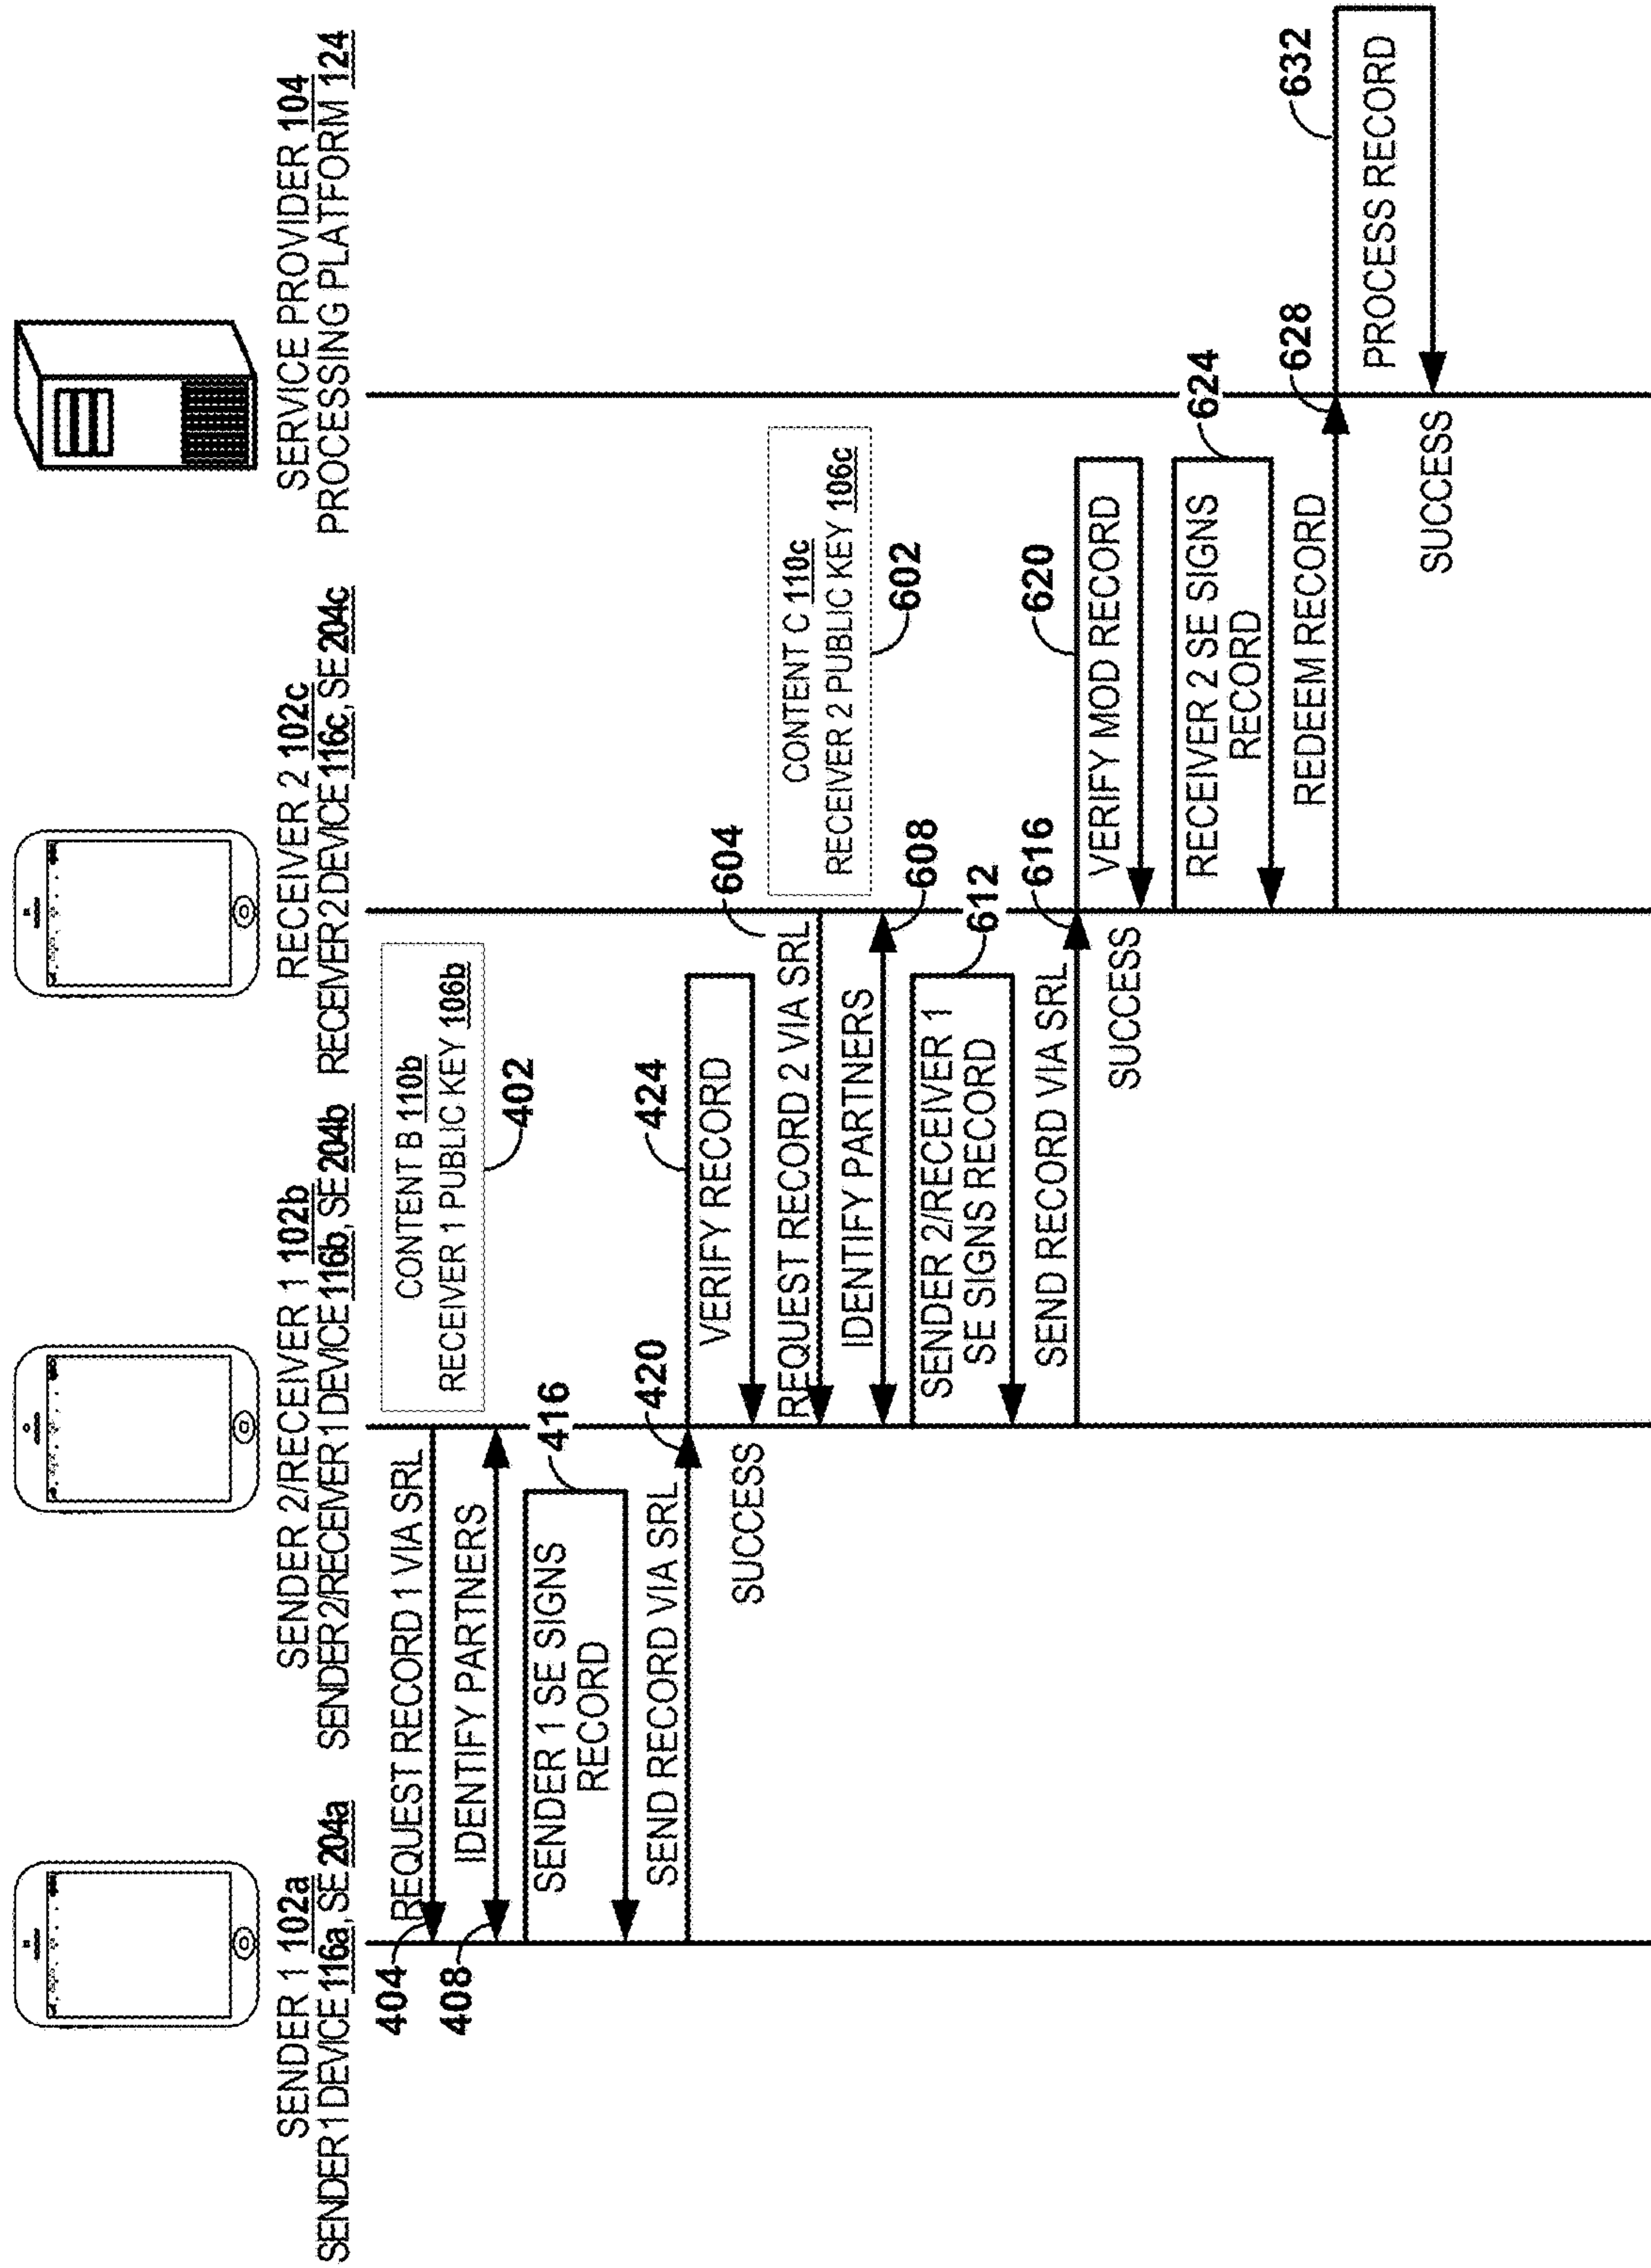 SENDER 1 102a
SENDER 1 DEVICE 116a, SE 204a
SENDER 2/RECEIVER 1 102b
SENDER 2/RECEIVER 1 DEVICE 116b, SE 204b
RECEIVER 2 102c
RECEIVER 2 DEVICE 116c, SE 204c
SERVICE PROVIDER 104
PROCESSING PLATFORM 124
CONTENT B 110b
RECEIVER 1 PUBLIC KEY 106b
402
REQUEST RECORD 1 VIA SRL
404
IDENTIFY PARTNERS
408
SENDER 1 SE SIGNS
RECORD
416
SEND RECORD VIA SRL
420
SUCCESS
424
VERIFY RECORD
CONTENT C 110c
RECEIVER 2 PUBLIC KEY 106c
602
604
REQUEST RECORD 2 VIA SRL
IDENTIFY PARTNERS
608
SENDER 2/RECEIVER 1
SE SIGNS RECORD
612
SEND RECORD VIA SRL
616
SUCCESS
620
VERIFY MOD RECORD
RECEIVER 2 SE SIGNS
RECORD
624
REDEEM RECORD
628
SUCCESS
632
PROCESS RECORD